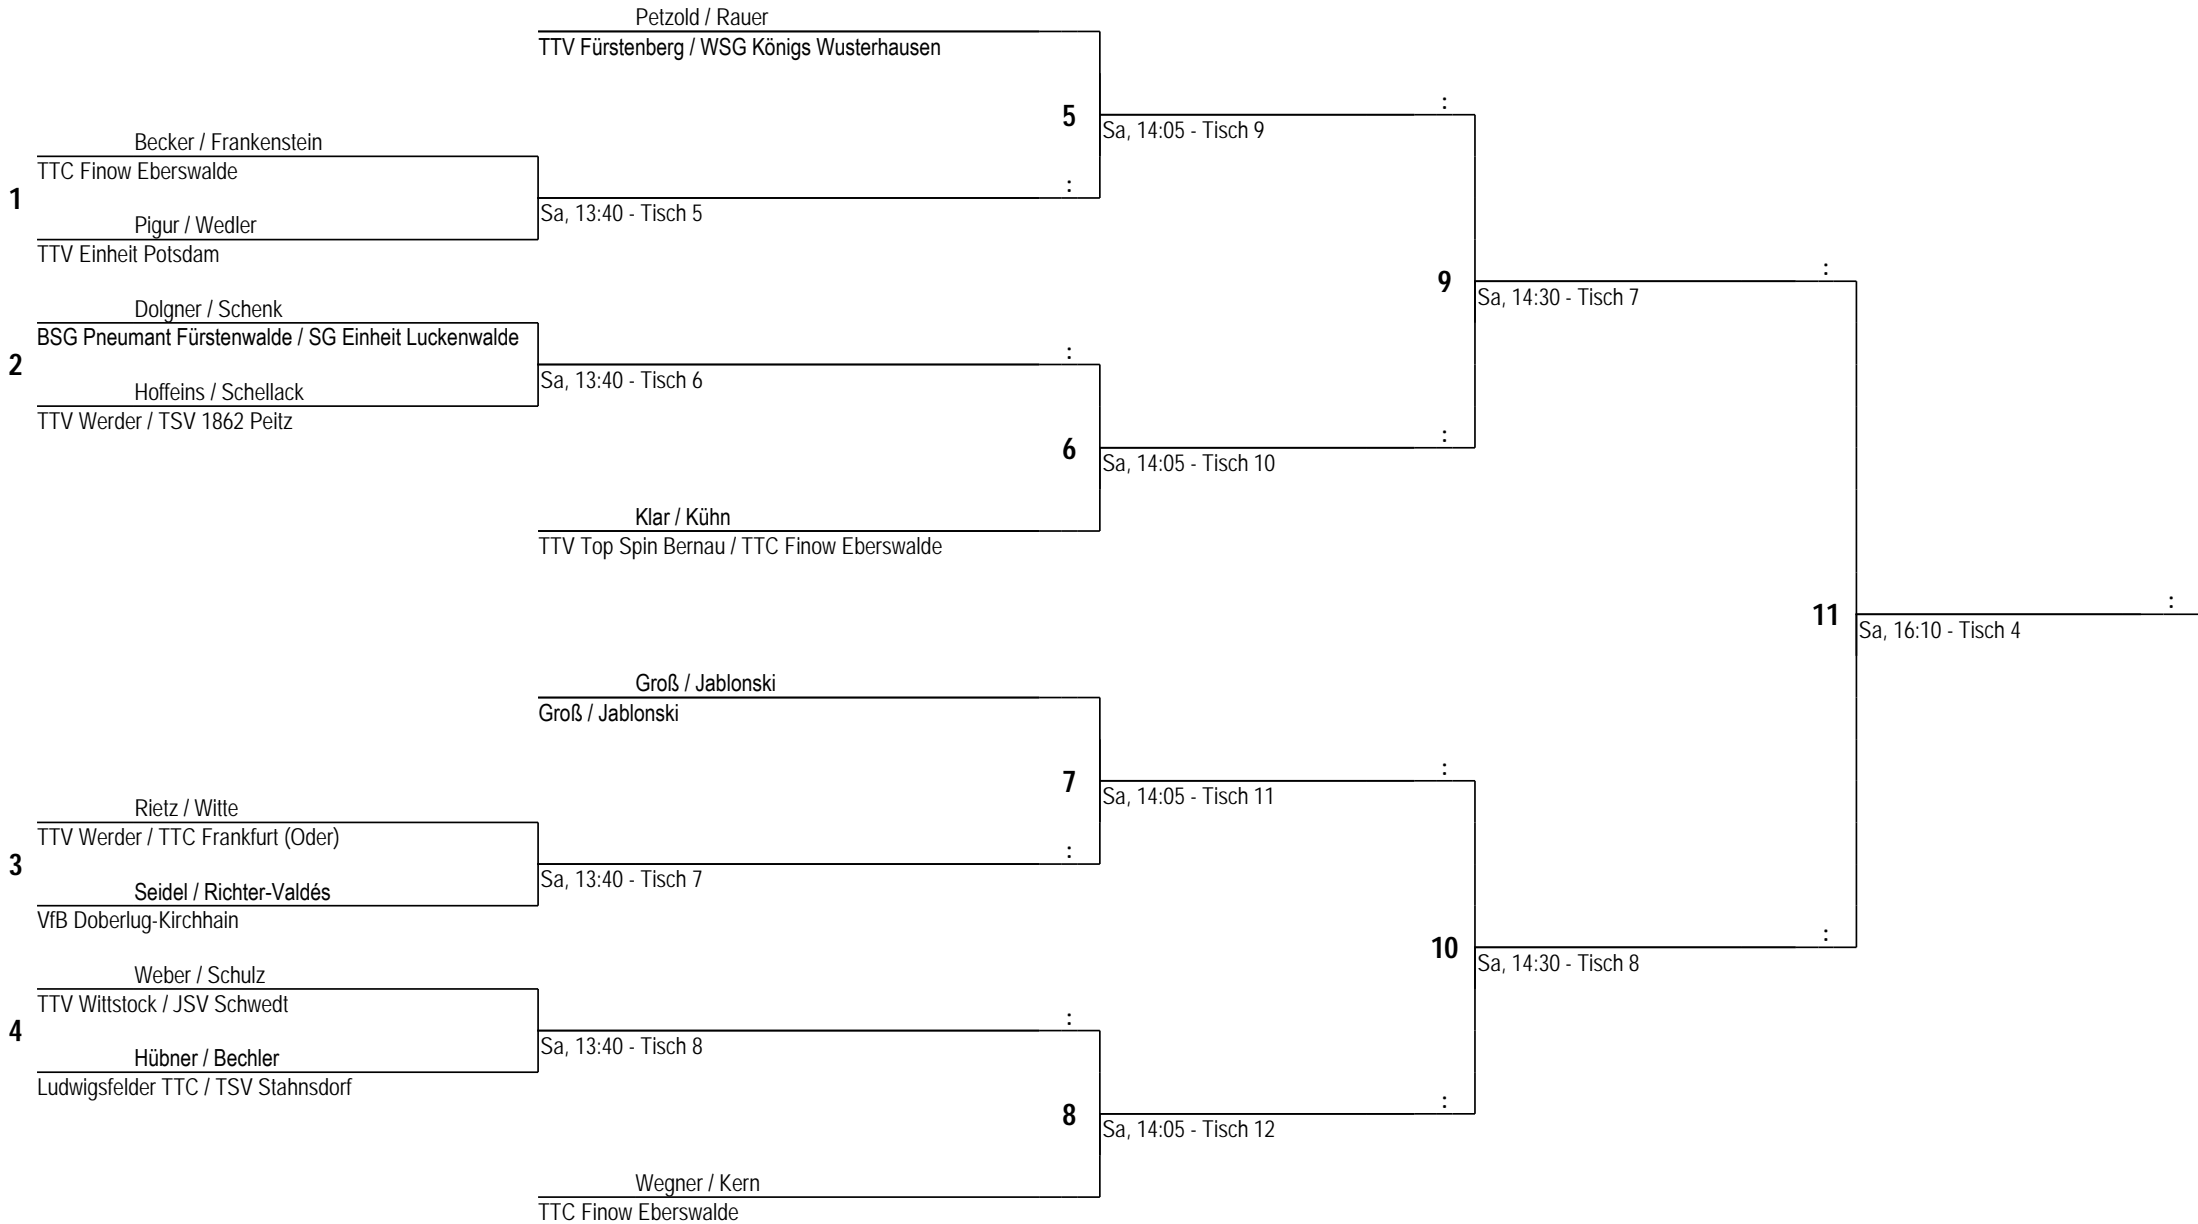 Petzold / Rauer
TTV Fürstenberg / WSG Königs Wusterhausen
5
:
Sa, 14:05 - Tisch 9
Becker / Frankenstein
TTC Finow Eberswalde
1
:
Sa, 13:40 - Tisch 5
Pigur / Wedler
TTV Einheit Potsdam
9
:
Sa, 14:30 - Tisch 7
Dolgner / Schenk
BSG Pneumant Fürstenwalde / SG Einheit Luckenwalde
2
:
Sa, 13:40 - Tisch 6
Hoffeins / Schellack
TTV Werder / TSV 1862 Peitz
6
:
Sa, 14:05 - Tisch 10
Klar / Kühn
TTV Top Spin Bernau / TTC Finow Eberswalde
11
:
Sa, 16:10 - Tisch 4
Groß / Jablonski
Groß / Jablonski
7
:
Sa, 14:05 - Tisch 11
Rietz / Witte
TTV Werder / TTC Frankfurt (Oder)
3
:
Sa, 13:40 - Tisch 7
Seidel / Richter-Valdés
VfB Doberlug-Kirchhain
10
:
Sa, 14:30 - Tisch 8
Weber / Schulz
TTV Wittstock / JSV Schwedt
4
:
Sa, 13:40 - Tisch 8
Hübner / Bechler
Ludwigsfelder TTC / TSV Stahnsdorf
8
:
Sa, 14:05 - Tisch 12
Wegner / Kern
TTC Finow Eberswalde